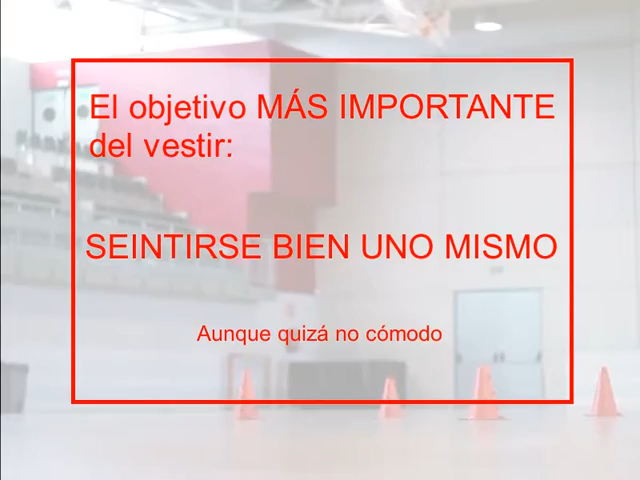 El objetivo MÁS IMPORTANTE
del vestir:
SEINTIRSE BIEN UNO MISMO
Aunque quizá no cómodo